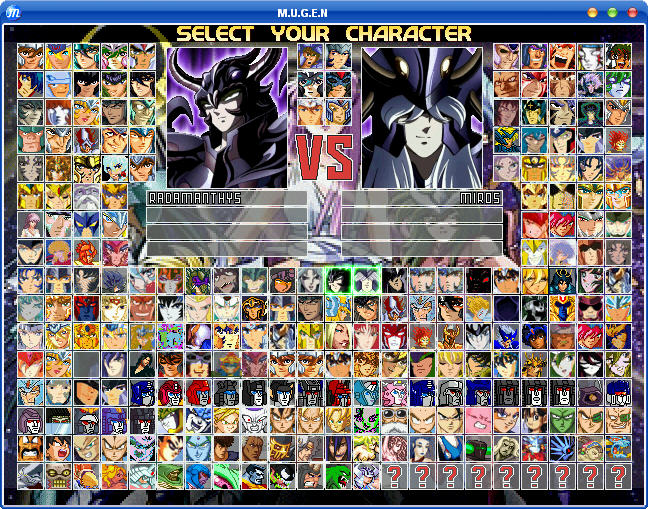 M.U.G.E.N
SELECT YOUR CHARACTER
VS
RADAMANTHYS
MIROS
? ? ? ? ? ? ? ? ?